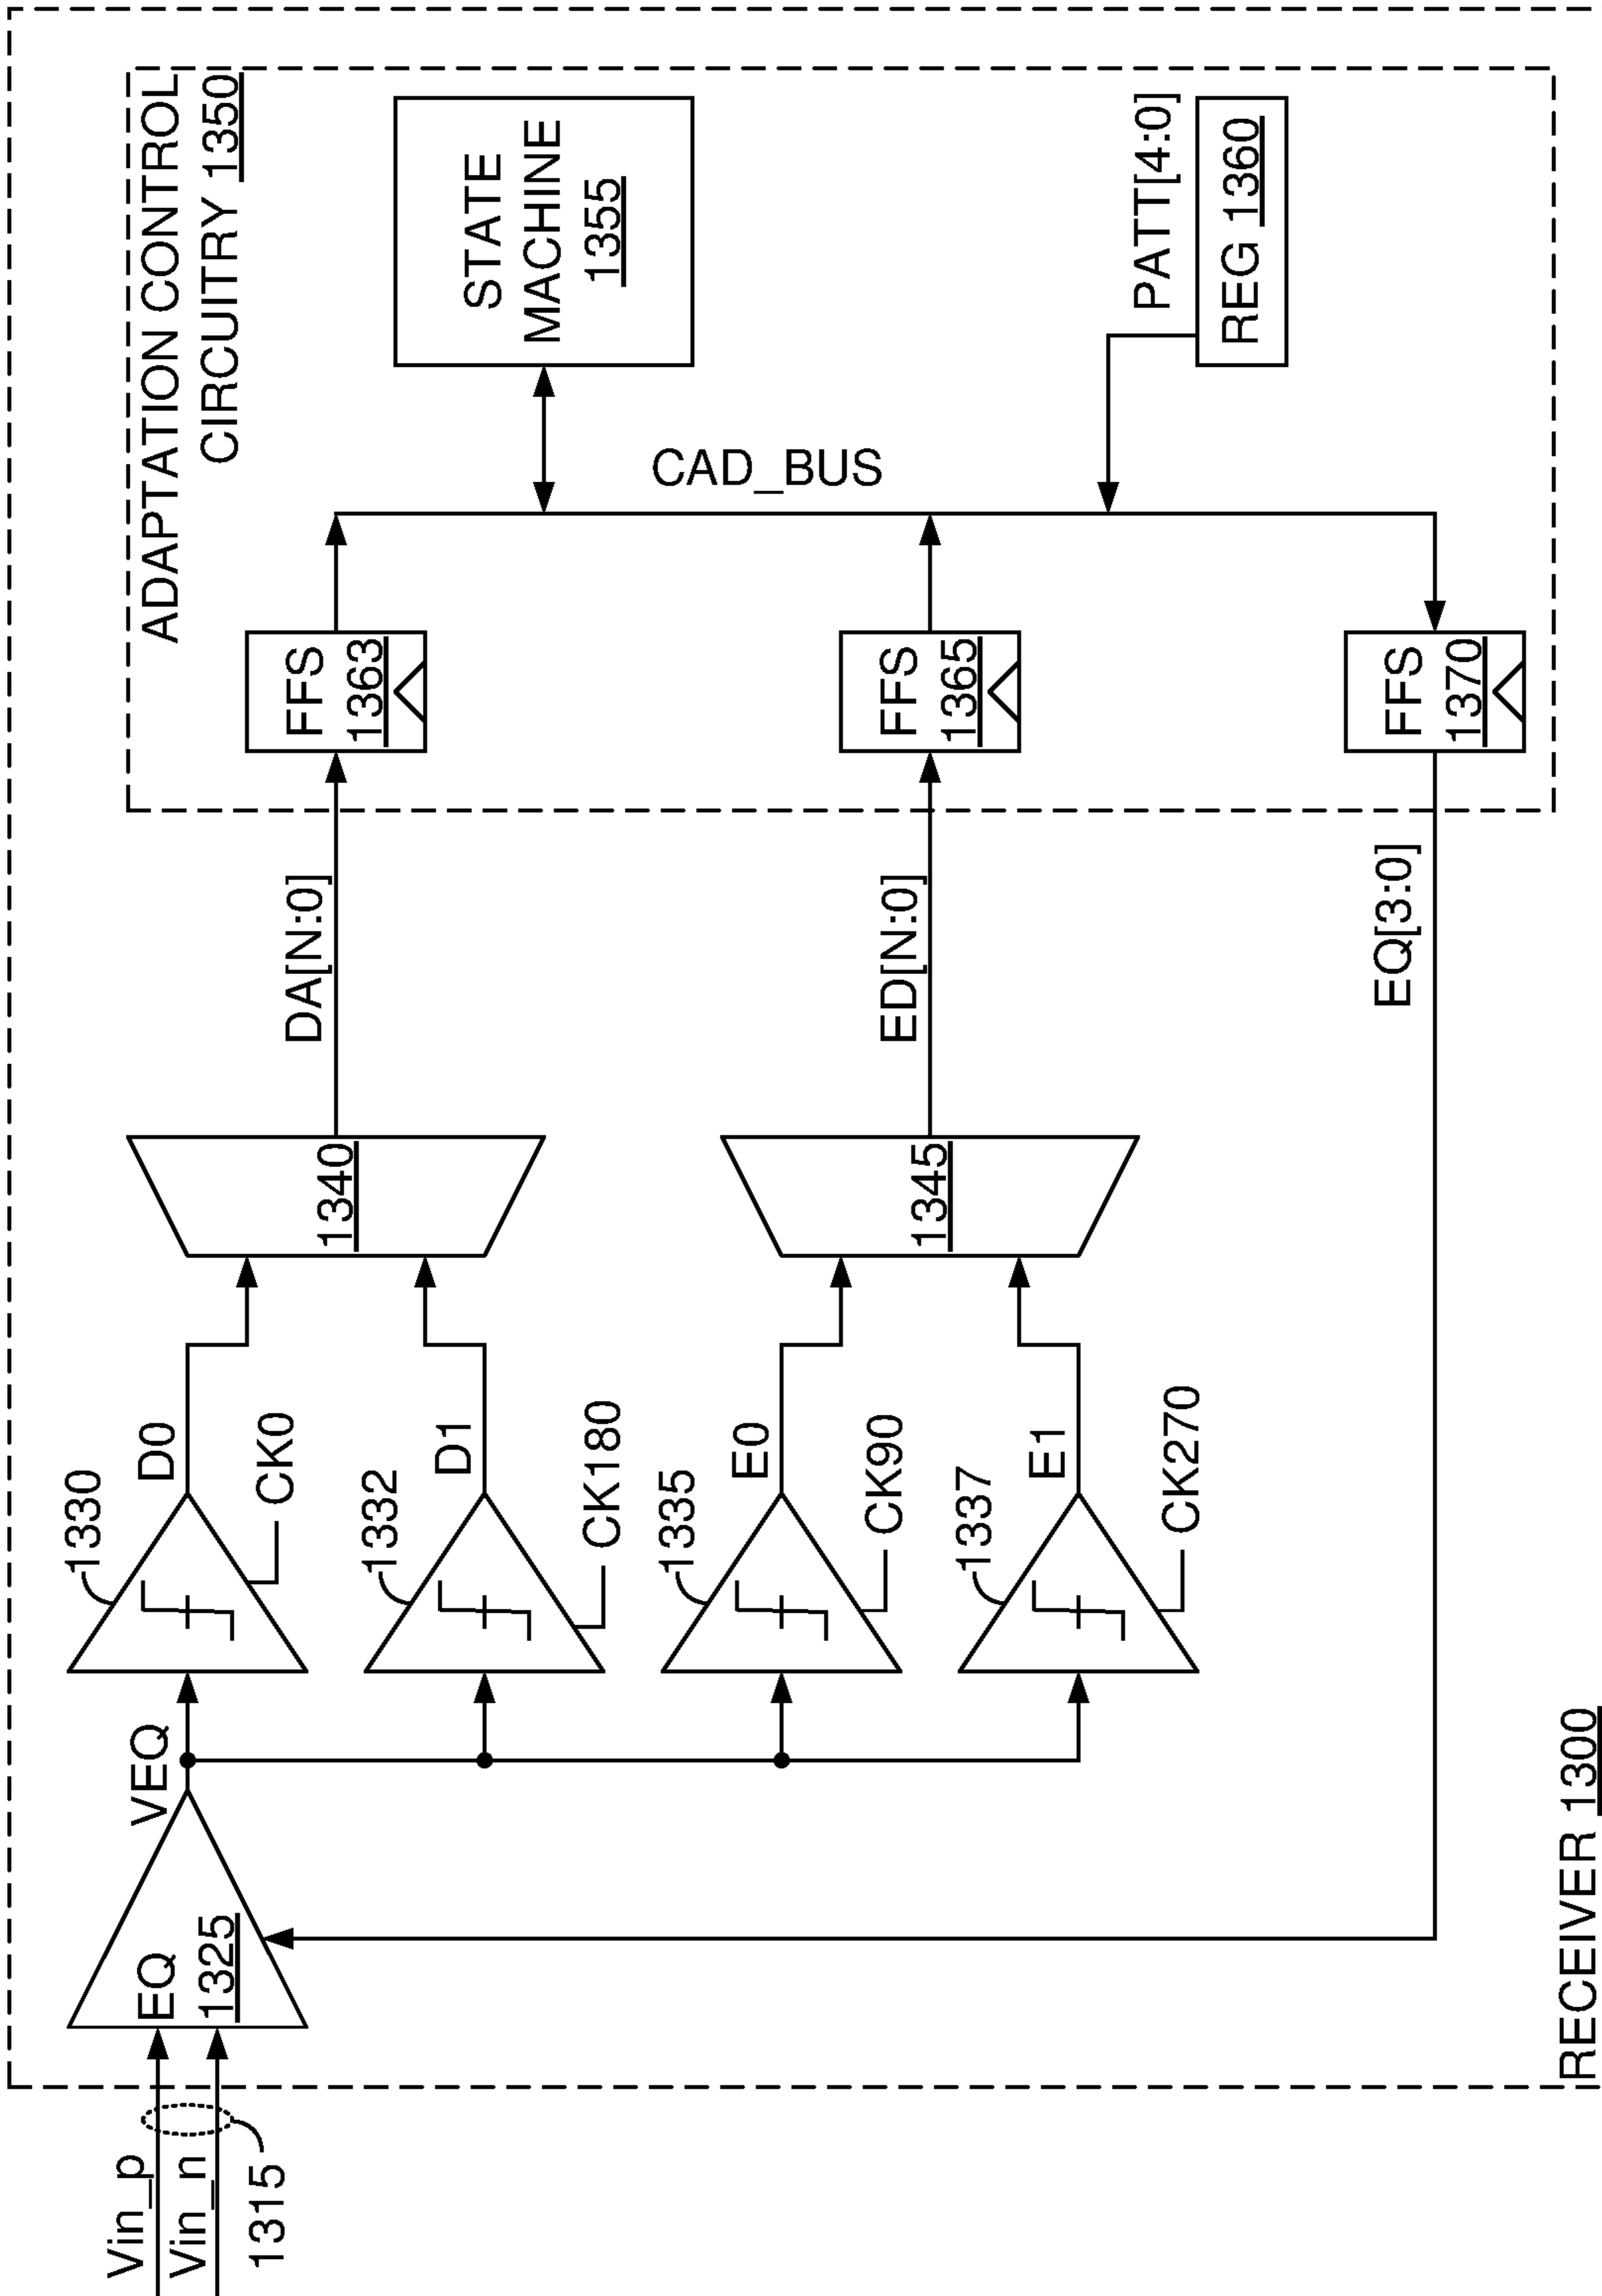 ADAPTATION CONTROL
CIRCUITRY 1350
Vin_p
Vin_n
1315
EQ
1325
VEQ
1330
D0
CK0
1332
D1
CK180
1335
E0
CK90
1337
E1
CK270
1340
1345
DA[N:0]
ED[N:0]
EQ[3:0]
FFS
1363
FFS
1365
FFS
1370
CAD_BUS
STATE
MACHINE
1355
PATT[4:0]
REG 1360
RECEIVER 1300